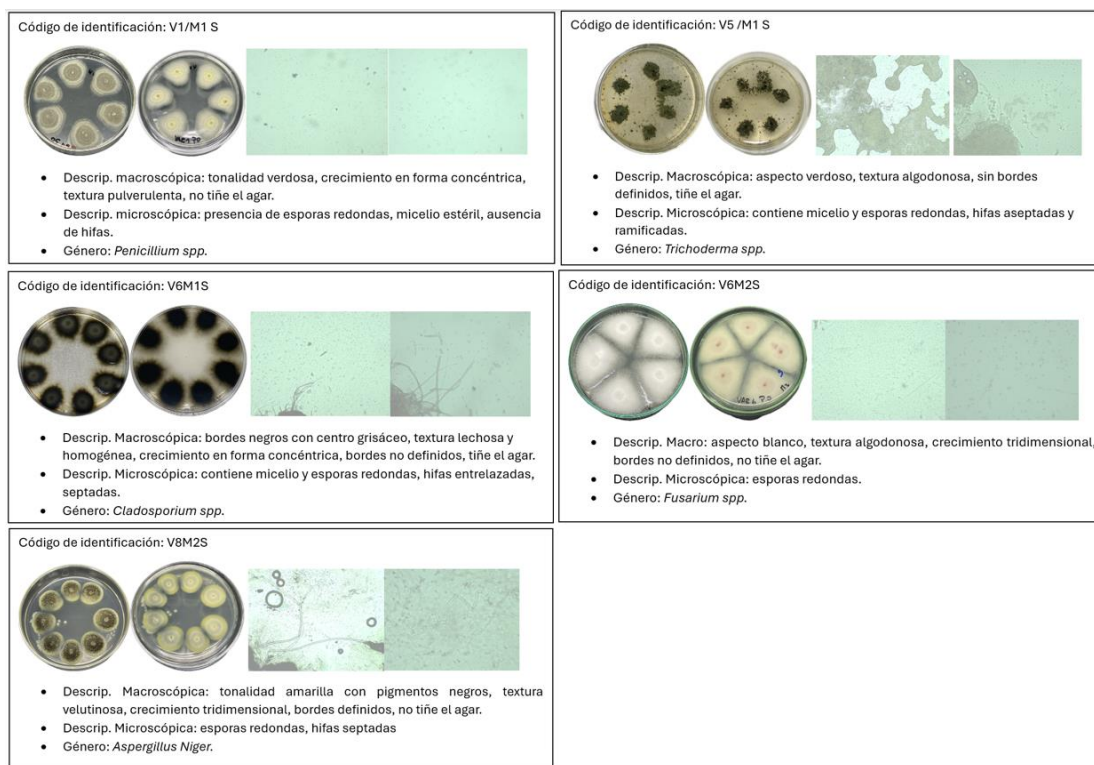 Código de identificación: V1/M1 S
• Descrip. macroscópica: tonalidad verdosa, crecimiento en forma concéntrica,
textura pulverulenta, no tiñe el agar.
• Descrip. microscópica: presencia de esporas redondas, micelio estéril, ausencia
de hifas.
• Género: Penicillium spp.
Código de identificación: V5 /M1 S
• Descrip. Macroscópica: aspecto verdoso, textura algodonosa, sin bordes
definidos, tiñe el agar.
• Descrip. Microscópica: contiene micelio y esporas redondas, hifas aseptadas y
ramificadas.
• Género: Trichoderma spp.
Código de identificación: V6M1S
• Descrip. Macroscópica: bordes negros con centro grisáceo, textura lechosa y
homogénea, crecimiento en forma concéntrica, bordes no definidos, tiñe el agar.
• Descrip. Microscópica: contiene micelio y esporas redondas, hifas entrelazadas,
septadas.
• Género: Cladosporium spp.
Código de identificación: V6M2S
• Descrip. Macro: aspecto blanco, textura algodonosa, crecimiento tridimensional,
bordes no definidos, no tiñe el agar.
• Descrip. Microscópica: esporas redondas.
• Género: Fusarium spp.
Código de identificación: V8M2S
• Descrip. Macroscópica: tonalidad amarilla con pigmentos negros, textura
velutinosa, crecimiento tridimensional, bordes definidos, no tiñe el agar.
• Descrip. Microscópica: esporas redondas, hifas septadas
• Género: Aspergillus Niger.